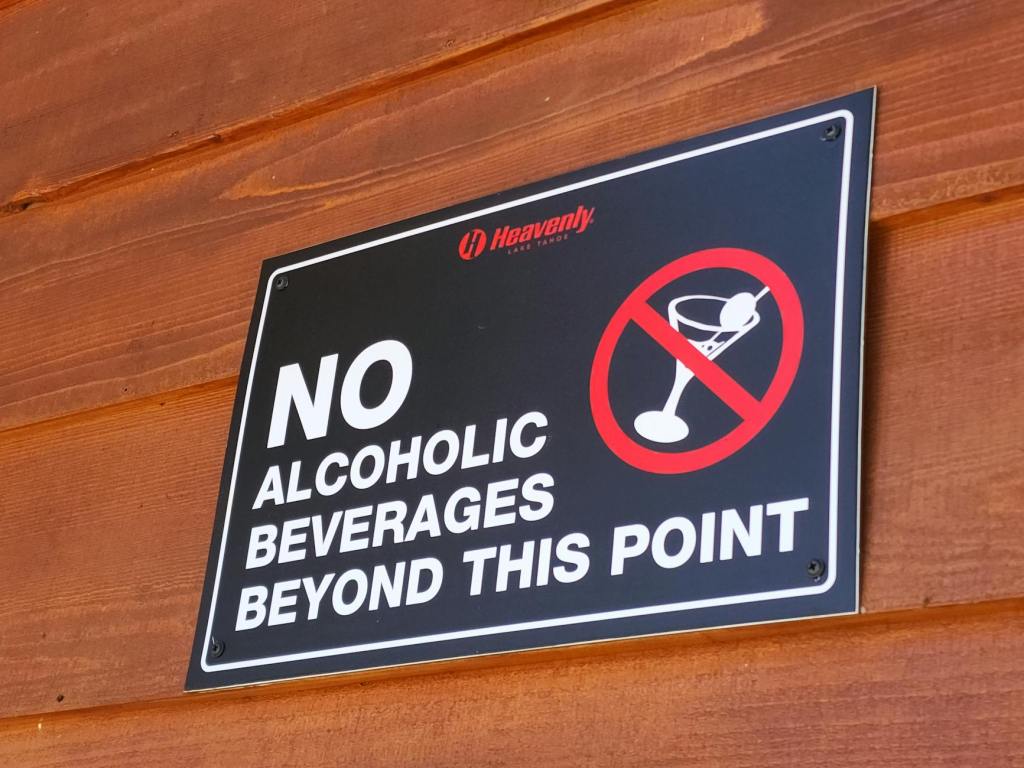 Heavenly
LAKE TAHOE
NO
ALCOHOLIC
BEVERAGES
BEYOND THIS POINT